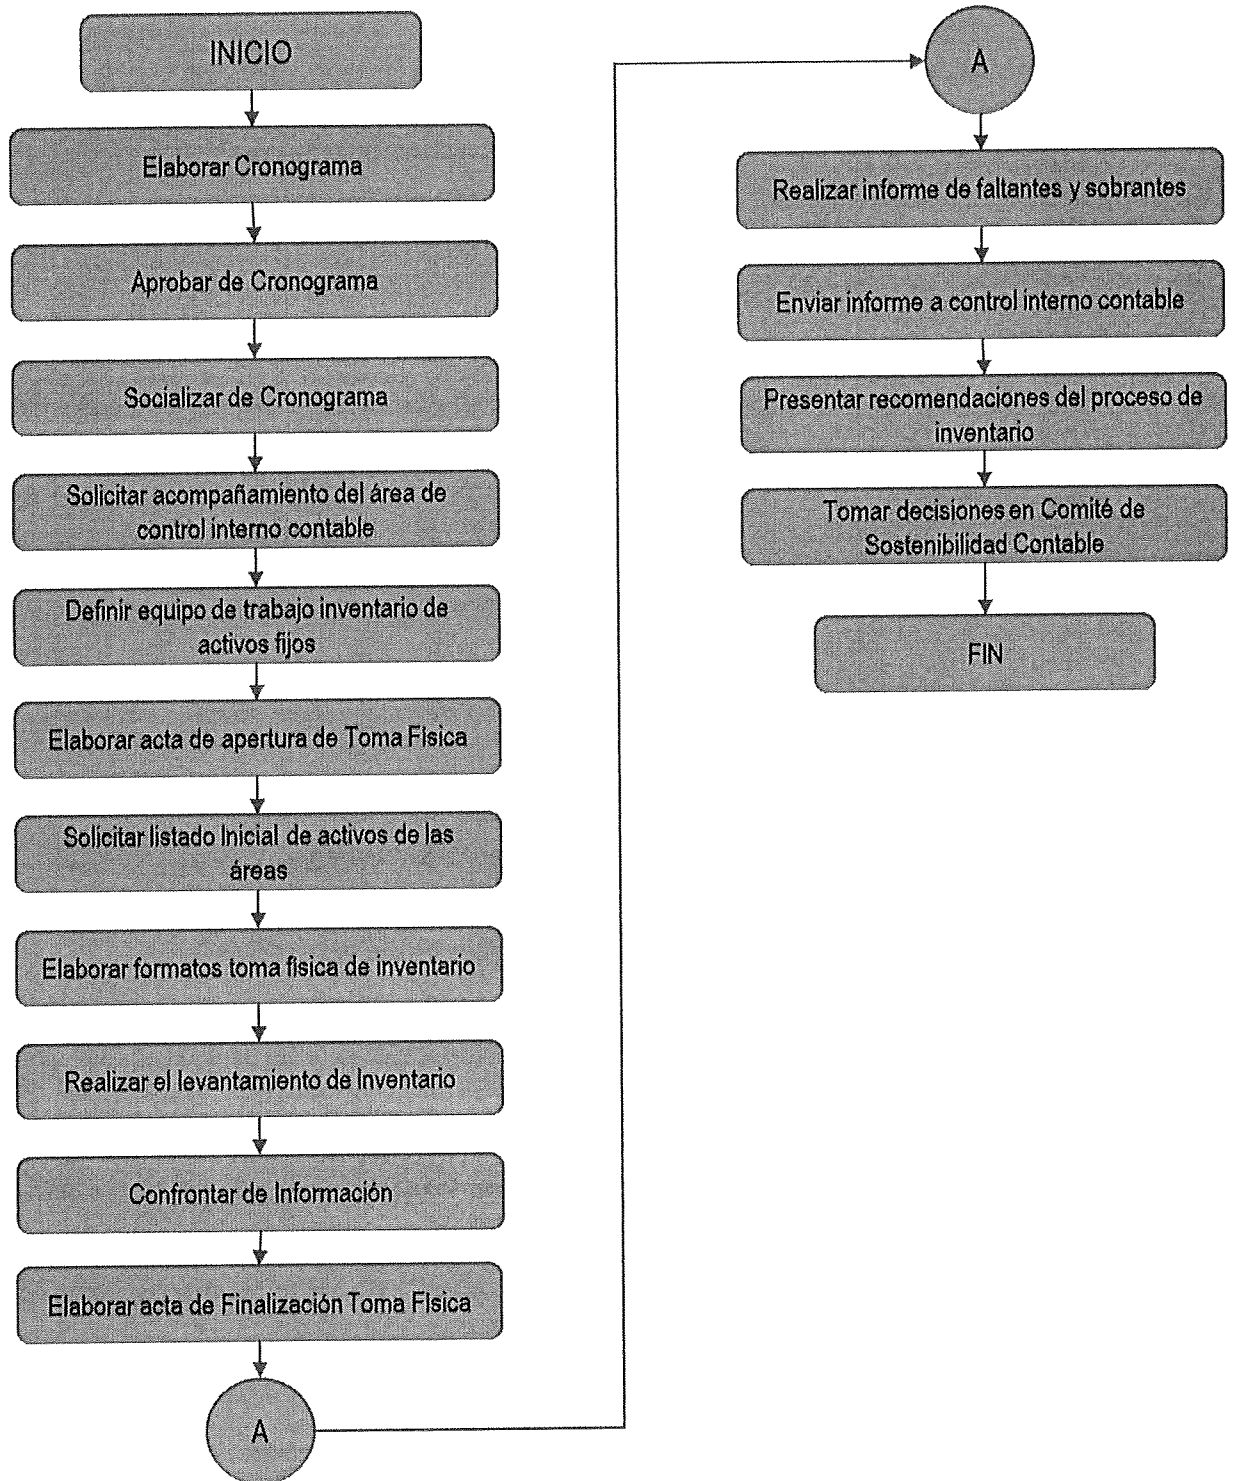 INICIO
Elaborar Cronograma
Aprobar de Cronograma
Socializar de Cronograma
Solicitar acompañamiento del área de
control interno contable
Definir equipo de trabajo inventario de
activos fijos
Elaborar acta de apertura de Toma Física
Solicitar listado Inicial de activos de las
áreas
Elaborar formatos toma física de inventario
Realizar el levantamiento de Inventario
Confrontar de Información
Elaborar acta de Finalización Toma Física
A
A
Realizar informe de faltantes y sobrantes
Enviar informe a control interno contable
Presentar recomendaciones del proceso de
inventario
Tomar decisiones en Comité de
Sostenibilidad Contable
FIN